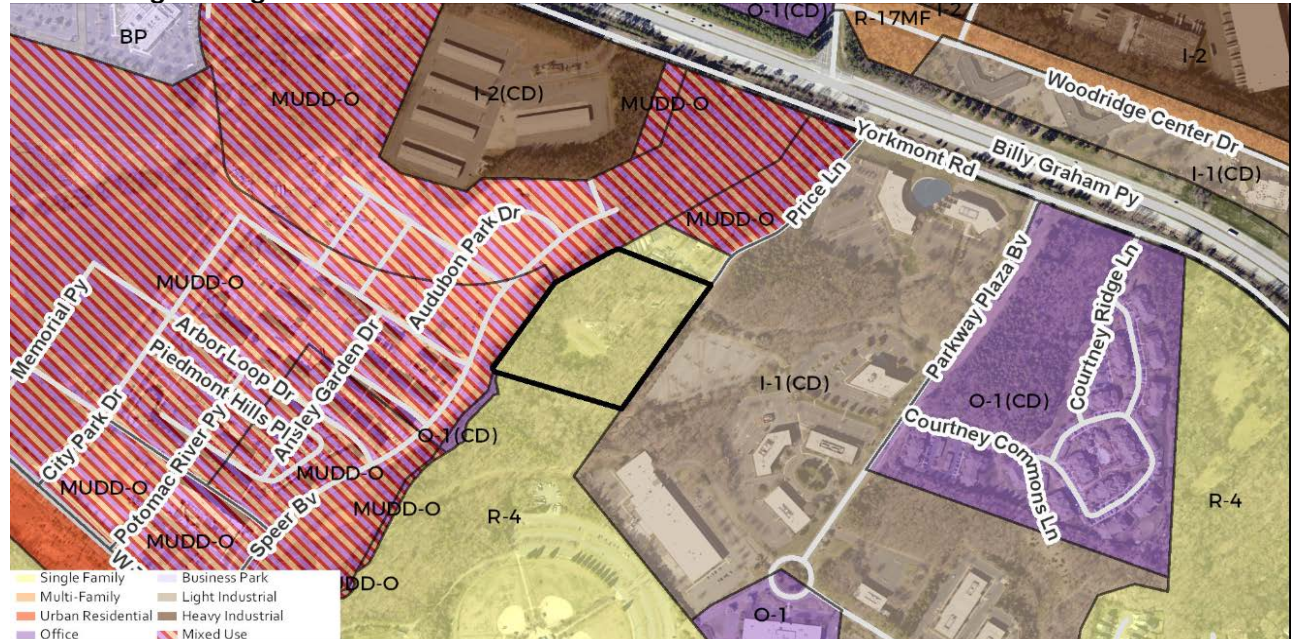 BP
MUDD-O
I-2(CD)
MUDD-O
O-1(CD)
R-17MF
I-2
I-2
Woodridge Center Dr
Yorkmont Rd
Billy Graham Py
I-1(CD)
Price Ln
MUDD-O
Audubon Park Dr
MUDD-O
Memorial Py
Arbor Loop Dr
Piedmont Hills Pl
Ansley Garden Dr
City Park Dr
Potomac River Py
O-1(CD)
MUDD-O
MUDD-O
MUDD-O
MUDD-O
Speer Bv
R-4
I-1(CD)
Parkway Plaza Bv
Courtney Ridge Ln
O-1(CD)
Courtney Commons Ln
R-4
O-1
Single Family
Multi-Family
Urban Residential
Office
Business Park
Light Industrial
Heavy Industrial
Mixed Use